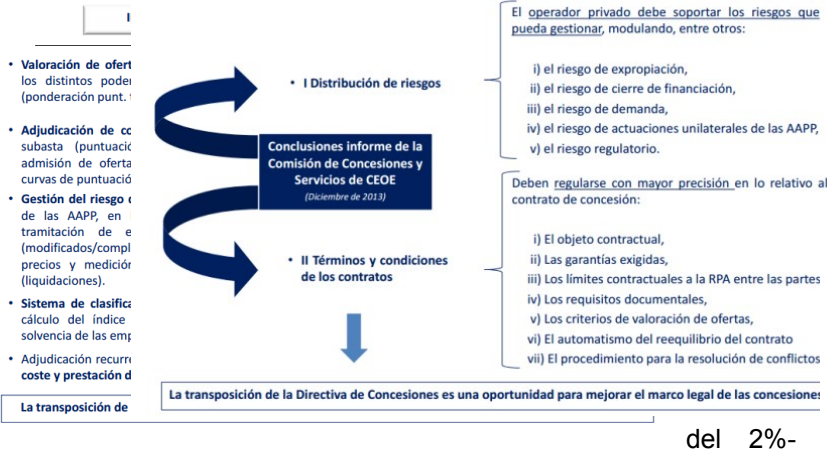 I
• Valoración de ofert
los distintos poder
(ponderación punt.
• Adjudicación de co
subasta (puntuació
admisión de oferta
curvas de puntuació
• Gestión del riesgo
de las AAPP, en
tramitación de e
(modificados/compl
precios y medición
(liquidaciones).
• Sistema de clasifica
cálculo del índice
solvencia de las emp
• Adjudicación recurre
coste y prestación d
La transposición de
• I Distribución de riesgos
Conclusiones informe de la
Comisión de Concesiones y
Servicios de CEOE
(Diciembre de 2013)
• II Términos y condiciones
de los contratos
El operador privado debe soportar los riesgos que
pueda gestionar, modulando, entre otros:
i) el riesgo de expropiación,
ii) el riesgo de cierre de financiación,
iii) el riesgo de demanda,
iv) el riesgo de actuaciones unilaterales de las AAPP,
v) el riesgo regulatorio.
Deben regularse con mayor precisión en lo relativo al
contrato de concesión:
i) El objeto contractual,
ii) Las garantías exigidas,
iii) Los límites contractuales a la RPA entre las partes
iv) Los requisitos documentales,
v) Los criterios de valoración de ofertas,
vi) El automatismo del reequilibrio del contrato
vii) El procedimiento para la resolución de conflictos
La transposición de la Directiva de Concesiones es una oportunidad para mejorar el marco legal de las concesiones
del 2%-